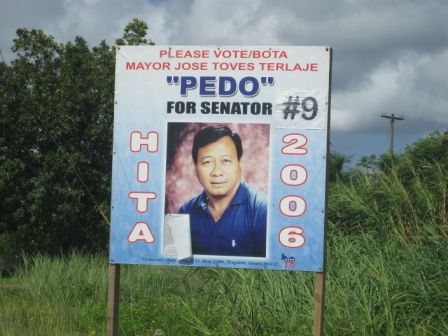 PLEASE VOTE/BOTA
MAYOR JOSE TOVES TERLAJE
"PEDO"
FOR SENATOR #9
HITA
2006